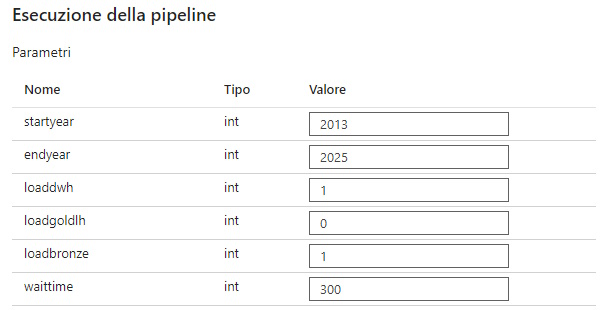 Esecuzione della pipeline
Parametri
Nome Tipo Valore
startyear int 2013
endyear int 2025
loaddwh int 1
loadgoldlh int 0
loadbronze int 1
waittime int 300